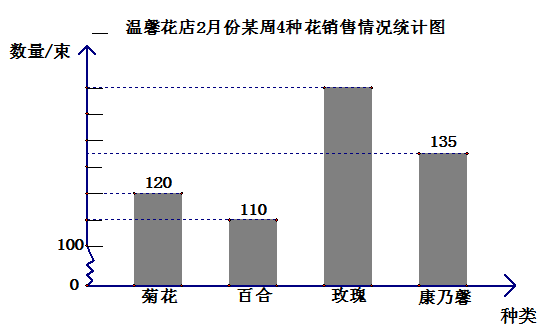 温馨花店2月份某周4种花销售情况统计图
数量/束
135
120
110
100
0
菊花 百合 玫瑰 康乃馨
种类